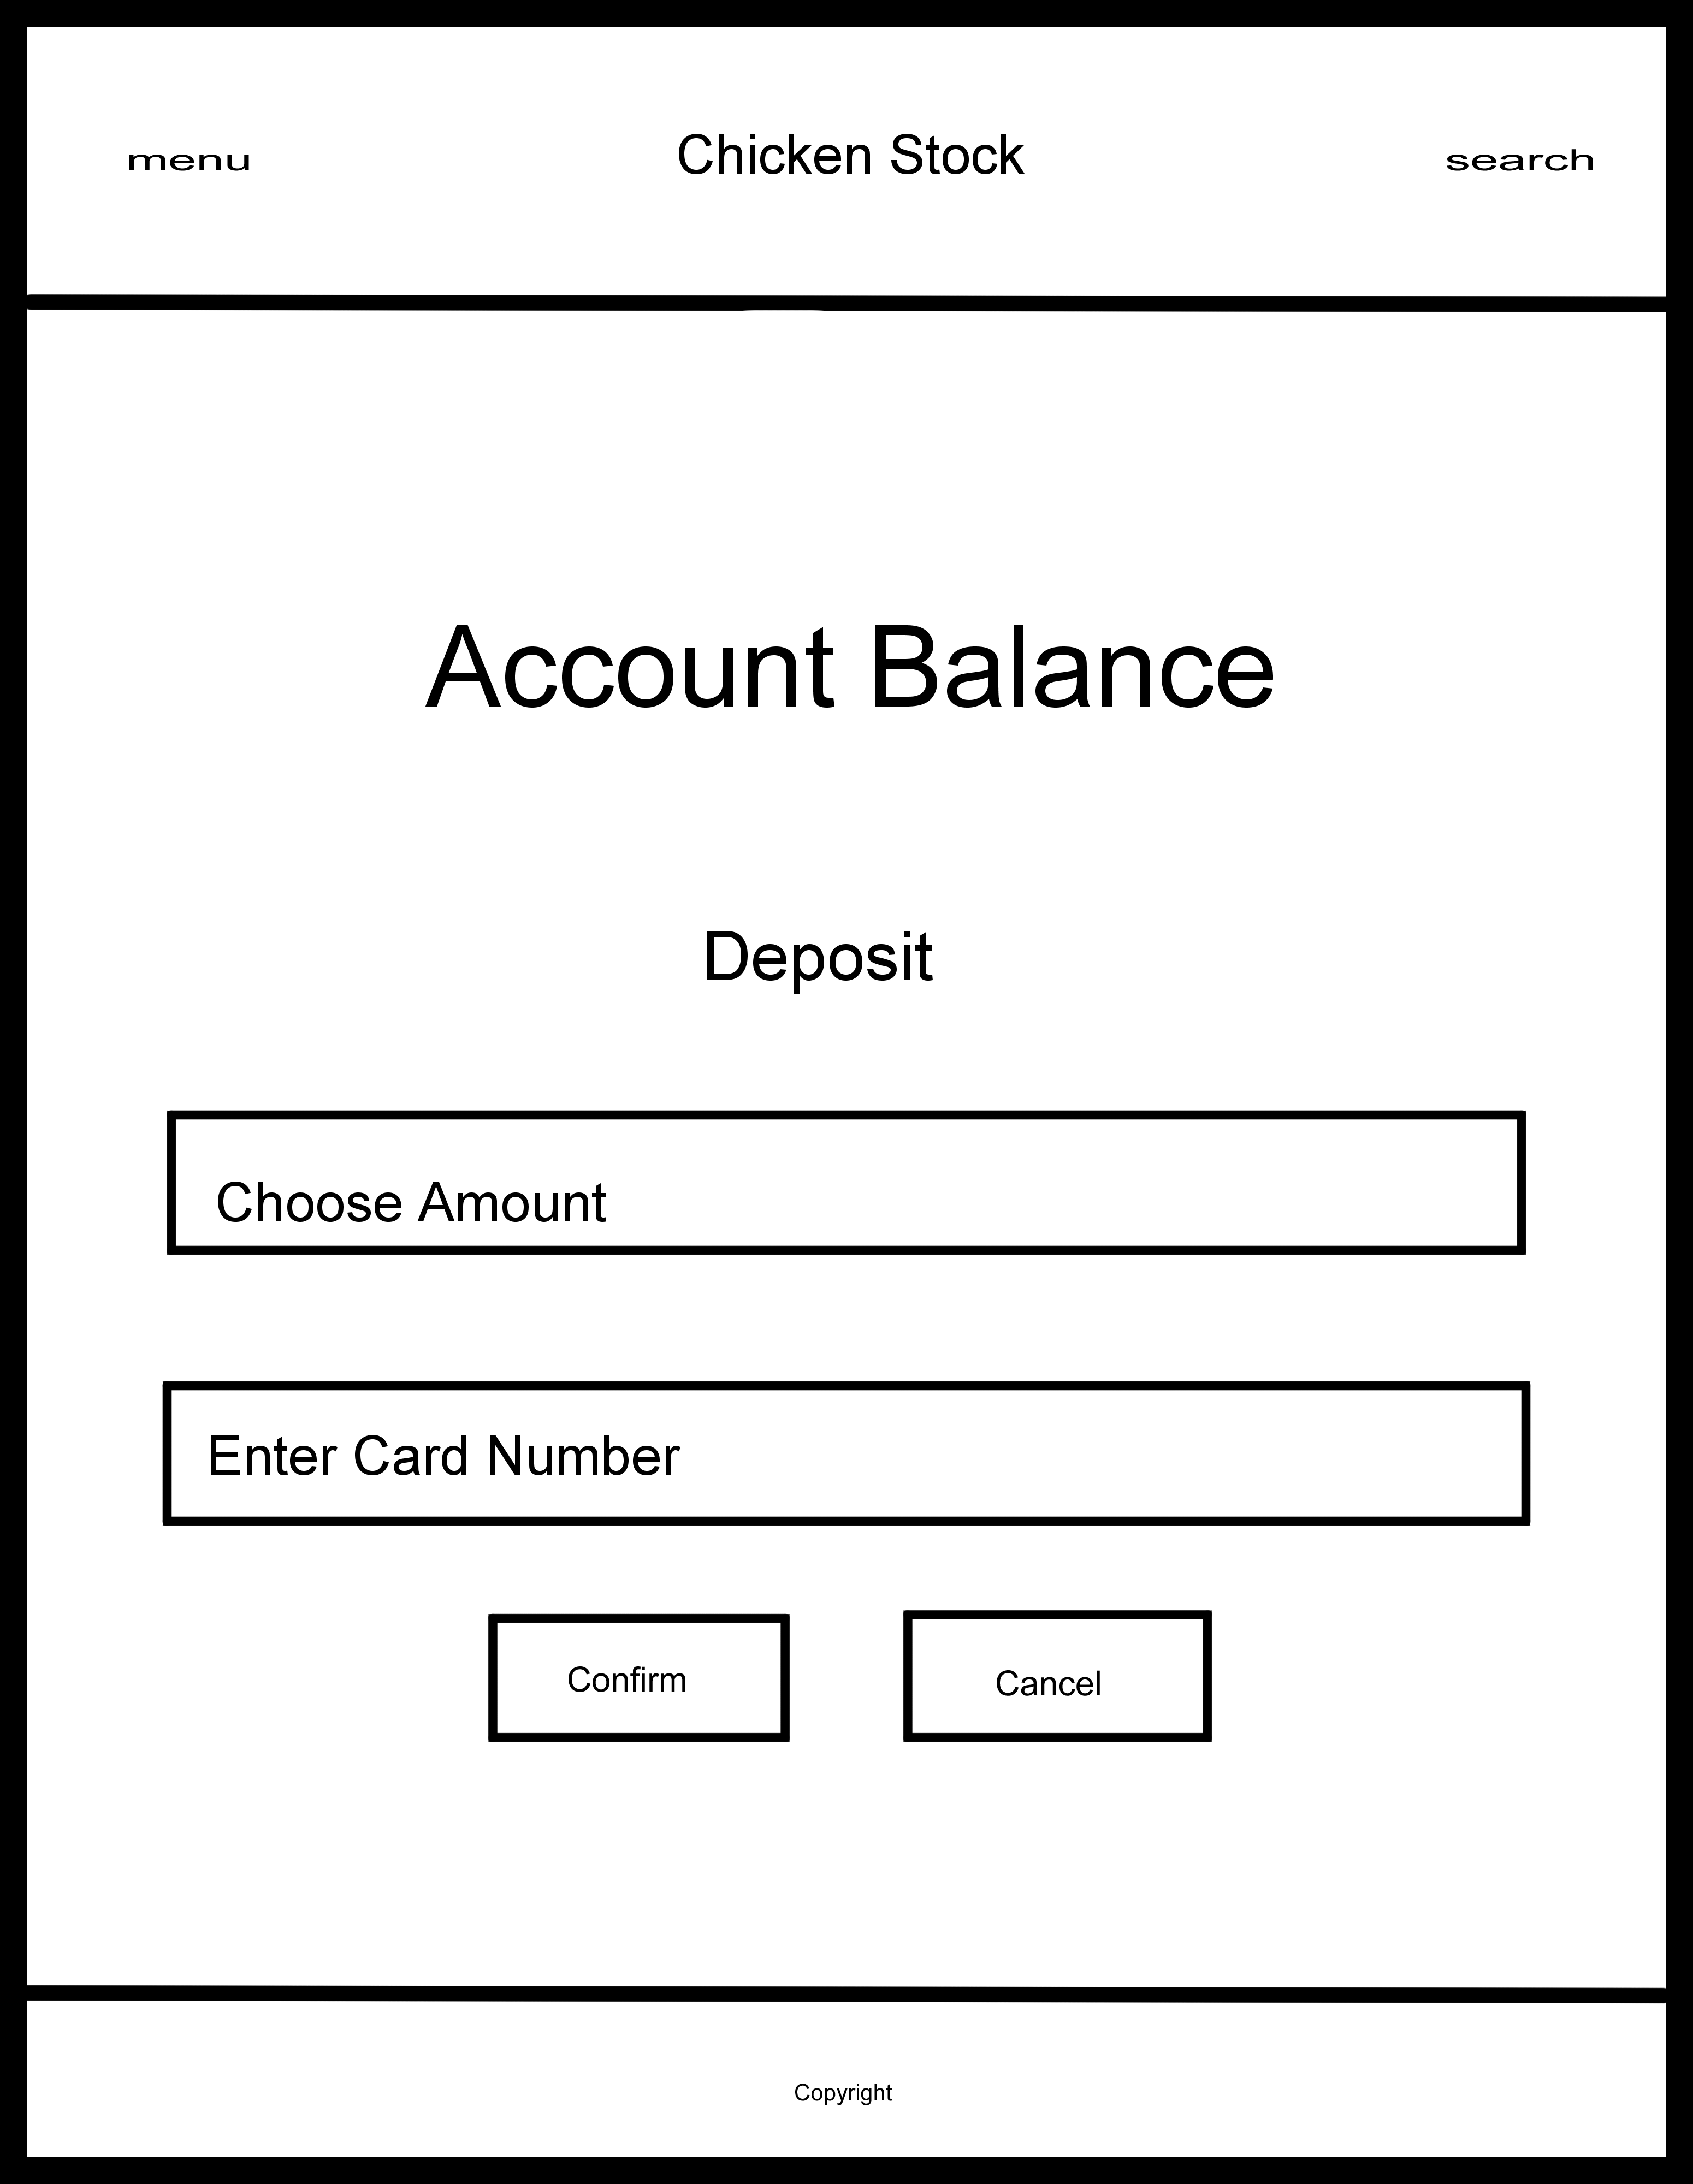 menu
Chicken Stock
search
Account Balance
Deposit
Choose Amount
Enter Card Number
Confirm
Cancel
Copyright